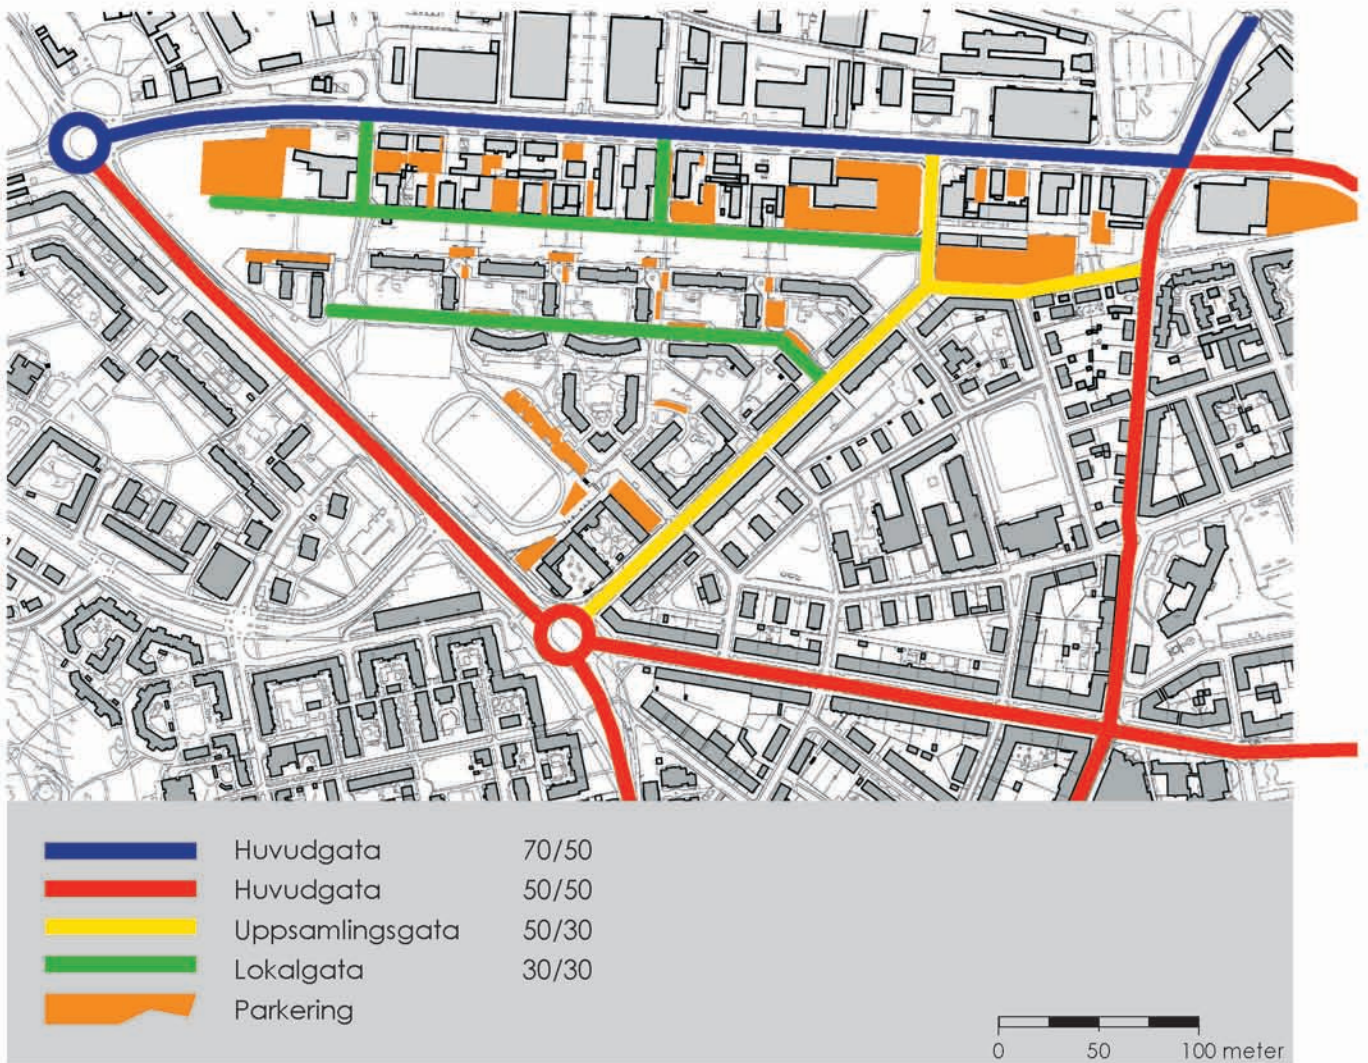 Huvudgata 70/50
Huvudgata 50/50
Uppsamlingsgata 50/30
Lokalgata 30/30
Parkering
0 50 100 meter